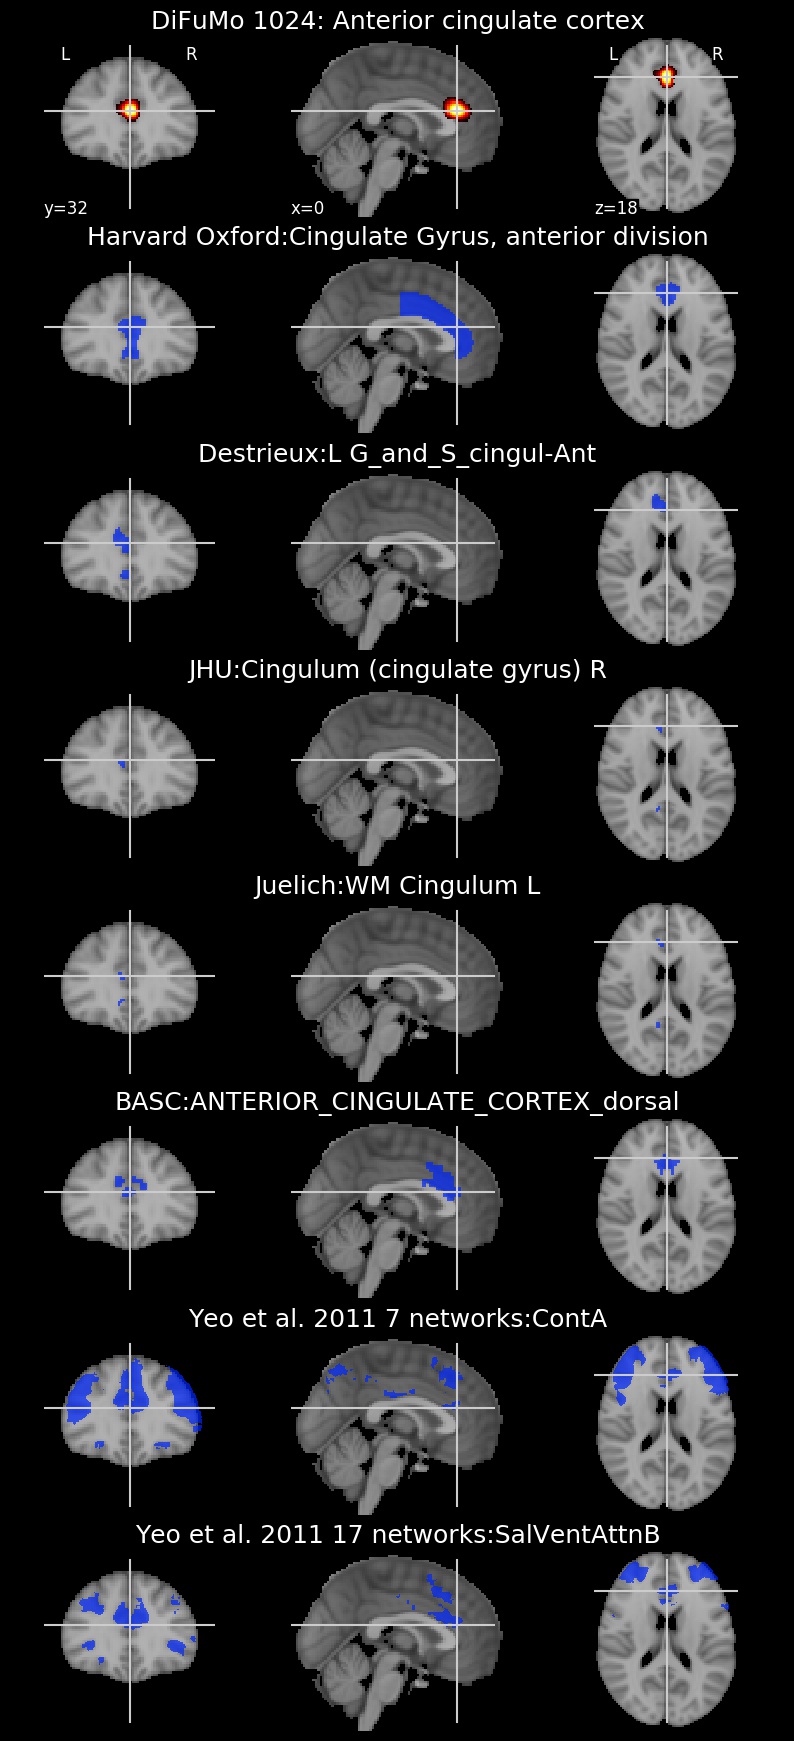 DiFuMo 1024: Anterior cingulate cortex
L R L R
y=32 x=0 z=18
Harvard Oxford:Cingulate Gyrus, anterior division
Destrieux:L G_and_S_cingul-Ant
JHU:Cingulum (cingulate gyrus) R
Juelich:WM Cingulum L
BASC:ANTERIOR_CINGULATE_CORTEX_dorsal
Yeo et al. 2011 7 networks:ContA
Yeo et al. 2011 17 networks:SalVentAttnB